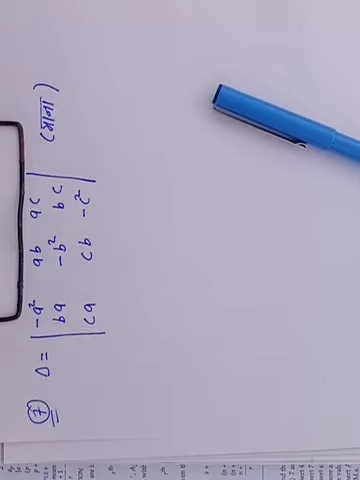 ⑦ Δ = | -a² ab ac | (माना)
ba -b² bc
ca cb -c²